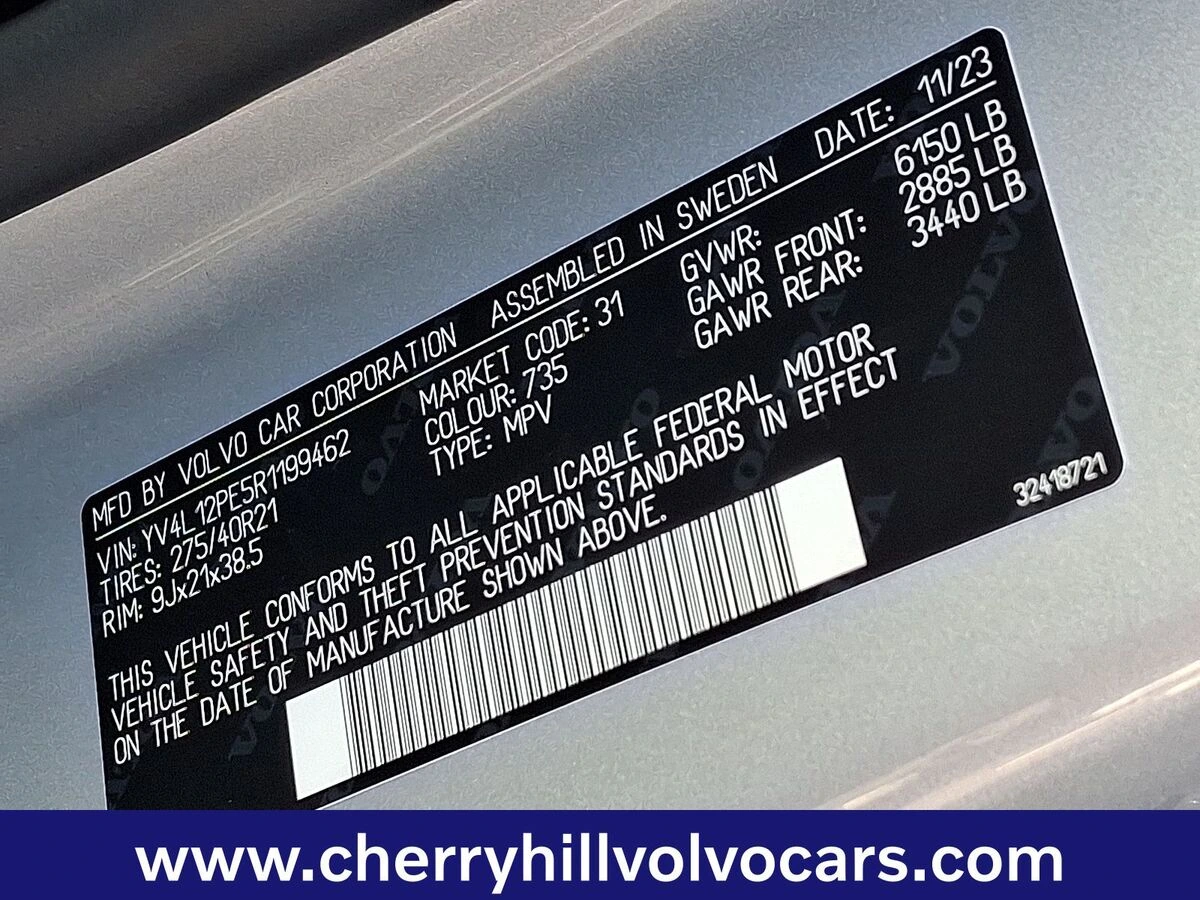 MFD BY VOLVO CAR CORPORATION ASSEMBLED IN SWEDEN DATE: 11/23
VIN: YV4L12PE5R1199462 MARKET CODE: 31 GVWR: 6150 LB
TIRES: 275/40R21 COLOUR: 735 GAWR FRONT: 2885 LB
RIM: 9Jx21x38.5 TYPE: MPV GAWR REAR: 3440 LB
THIS VEHICLE CONFORMS TO ALL APPLICABLE FEDERAL MOTOR
VEHICLE SAFETY AND THEFT PREVENTION STANDARDS IN EFFECT
ON THE DATE OF MANUFACTURE SHOWN ABOVE.
32418721
VOLVO
www.cherryhillvolvocars.com